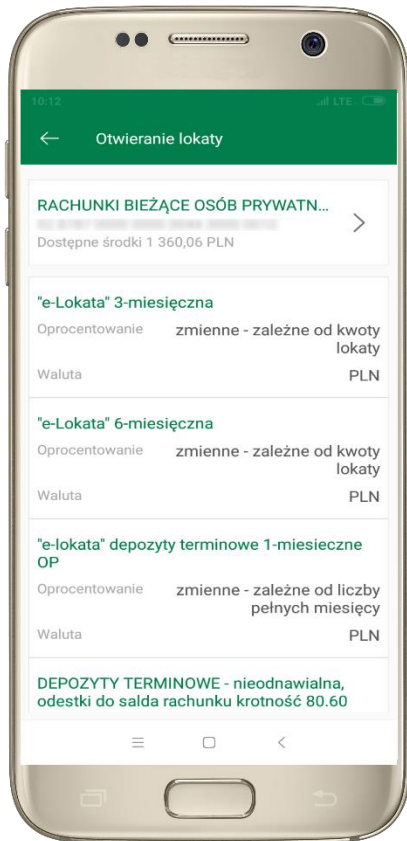 10:12
LTE
Otwieranie lokaty
RACHUNKI BIEŻĄCE OSÓB PRYWATN...
Dostępne środki 1 360,06 PLN
"e-Lokata" 3-miesięczna
Oprocentowanie zmienne - zależne od kwoty
lokaty
Waluta PLN
"e-Lokata" 6-miesięczna
Oprocentowanie zmienne - zależne od kwoty
lokaty
Waluta PLN
"e-lokata" depozyty terminowe 1-miesieczne
OP
Oprocentowanie zmienne - zależne od liczby
pełnych miesięcy
Waluta PLN
DEPOZYTY TERMINOWE - nieodnawialna,
odestki do salda rachunku krotność 80.60